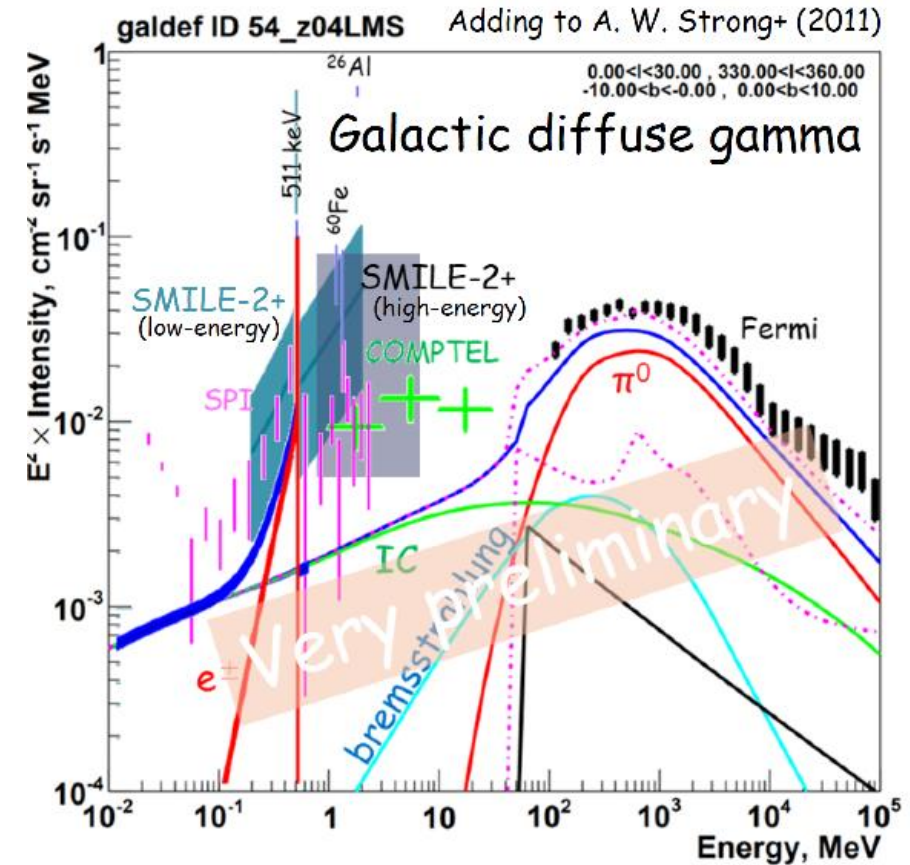 galdef ID 54_z04LMS Adding to A. W. Strong+ (2011)
0.00<l<30.00 , 330.00<l<360.00
-10.00<b<-0.00 , 0.00<b<10.00
Galactic diffuse gamma
²⁶Al
511 keV
⁶⁰Fe
SMILE-2+
(low-energy)
SMILE-2+
(high-energy)
SPI
COMPTEL
Fermi
π⁰
IC
e±
bremsstrahlung
Very preliminary
E² × Intensity, cm⁻² sr⁻¹ s⁻¹ MeV
1
10⁻¹
10⁻²
10⁻³
10⁻⁴
10⁻² 10⁻¹ 1 10 10² 10³ 10⁴ 10⁵
Energy, MeV